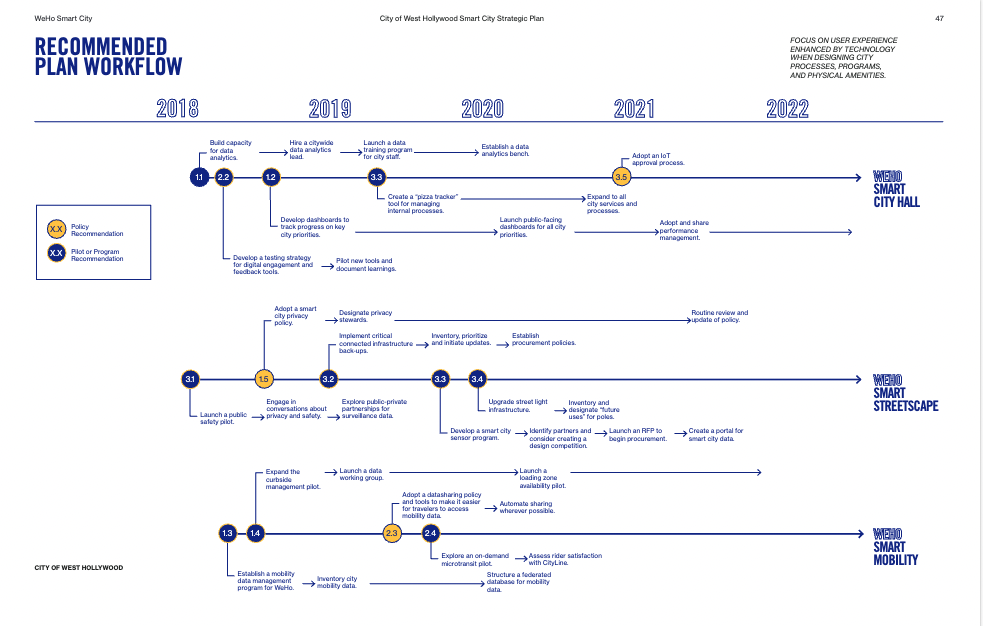 WeHo Smart City
City of West Hollywood Smart City Strategic Plan
47
RECOMMENDED
PLAN WORKFLOW
FOCUS ON USER EXPERIENCE
ENHANCED BY TECHNOLOGY
WHEN DESIGNING CITY
PROCESSES, PROGRAMS,
AND PHYSICAL AMENITIES.
2018
2019
2020
2021
2022
Build capacity
for data
analytics.
Hire a citywide
data analytics
lead.
Launch a data
training program
for city staff.
Establish a data
analytics bench.
Adopt an IoT
approval process.
1.1
2.2
1.2
3.3
3.5
WEHO
SMART
CITY HALL
Create a "pizza tracker"
tool for managing
internal processes.
Expand to all
city services and
processes.
Develop dashboards to
track progress on key
city priorities.
Launch public-facing
dashboards for all city
priorities.
Adopt and share
performance
management.
Develop a testing strategy
for digital engagement and
feedback tools.
Pilot new tools and
document learnings.
X.X
Policy
Recommendation
X.X
Pilot or Program
Recommendation
Adopt a smart
city privacy
policy.
Designate privacy
stewards.
Routine review and
update of policy.
Implement critical
connected infrastructure
back-ups.
Inventory, prioritize
and initiate updates.
Establish
procurement policies.
3.1
1.5
3.2
3.3
3.4
WEHO
SMART
STREETSCAPE
Launch a public
safety pilot.
Engage in
conversations about
privacy and safety.
Explore public-private
partnerships for
surveillance data.
Upgrade street light
infrastructure.
Inventory and
designate "future
uses" for poles.
Develop a smart city
sensor program.
Identify partners and
consider creating a
design competition.
Launch an RFP to
begin procurement.
Create a portal for
smart city data.
Expand the
curbside
management pilot.
Launch a data
working group.
Launch a
loading zone
availability pilot.
Adopt a datasharing policy
and tools to make it easier
for travelers to access
mobility data.
Automate sharing
wherever possible.
1.3
1.4
2.3
2.4
WEHO
SMART
MOBILITY
Explore an on-demand
microtransit pilot.
Assess rider satisfaction
with CityLine.
Establish a mobility
data management
program for WeHo.
Inventory city
mobility data.
Structure a federated
database for mobility
data.
CITY OF WEST HOLLYWOOD